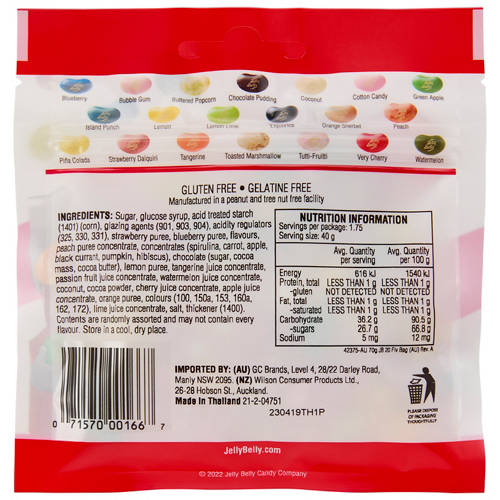 Blueberry Bubble Gum Buttered Popcorn Chocolate Pudding Coconut Cotton Candy Green Apple
Island Punch Lemon Lemon Lime Liquorice Orange Sherbet Peach
Piña Colada Strawberry Daiquiri Tangerine Toasted Marshmallow Tutti-Fruitti Very Cherry Watermelon
GLUTEN FREE • GELATINE FREE
Manufactured in a peanut and tree nut free facility
INGREDIENTS: Sugar, glucose syrup, acid treated starch
(1401) (corn), glazing agents (901, 903, 904), acidity regulators
(325, 330, 331), strawberry puree, blueberry puree, flavours,
peach puree concentrate, concentrates (spirulina, carrot, apple,
black currant, pumpkin, hibiscus), chocolate (sugar, cocoa
mass, cocoa butter), lemon puree, tangerine juice concentrate,
passion fruit juice concentrate, watermelon juice concentrate,
coconut, cocoa powder, cherry juice concentrate, apple juice
concentrate, orange puree, colours (100, 150a, 153, 160a,
162, 172), lime juice concentrate, salt, thickener (1400).
Contents are randomly assorted and may not contain every
flavour. Store in a cool, dry place.
NUTRITION INFORMATION
Servings per package: 1.75
Serving size: 40 g
Avg. Quantity Avg. Quantity
per serving per 100 g
Energy 616 kJ 1540 kJ
Protein, total LESS THAN 1 g LESS THAN 1 g
-gluten NOT DETECTED NOT DETECTED
Fat, total LESS THAN 1 g LESS THAN 1 g
-saturated LESS THAN 1 g LESS THAN 1 g
Carbohydrate 36.2 g 90.5 g
-sugars 26.7 g 66.8 g
Sodium 5 mg 12 mg
42375-AU 70g JB 20 Flv Bag (AU) Rev. A
IMPORTED BY: (AU) GC Brands, Level 4, 28/22 Darley Road,
Manly NSW 2095. (NZ) Wilson Consumer Products Ltd.,
26-28 Hobson St., Auckland.
Made in Thailand 21-2-04751
230419TH1P
PLEASE DISPOSE
OF PACKAGING
THOUGHTFULLY
0 71570 00166 7
JellyBelly.com
© 2022 Jelly Belly Candy Company